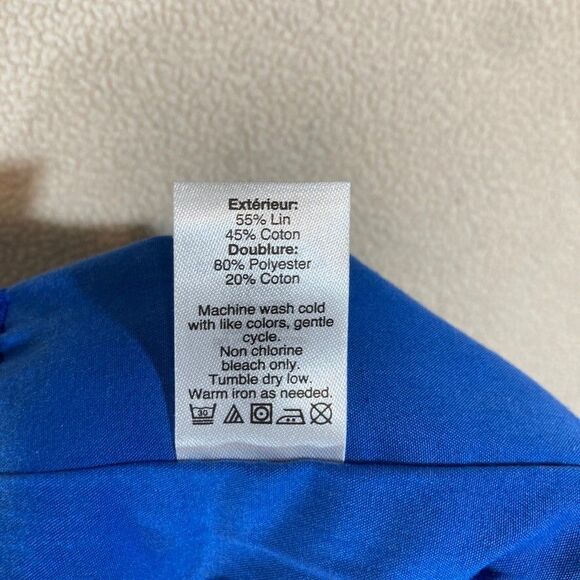 Extérieur:
55% Lin
45% Coton
Doublure:
80% Polyester
20% Coton
Machine wash cold
with like colors, gentle
cycle.
Non chlorine
bleach only.
Tumble dry low.
Warm iron as needed.
30